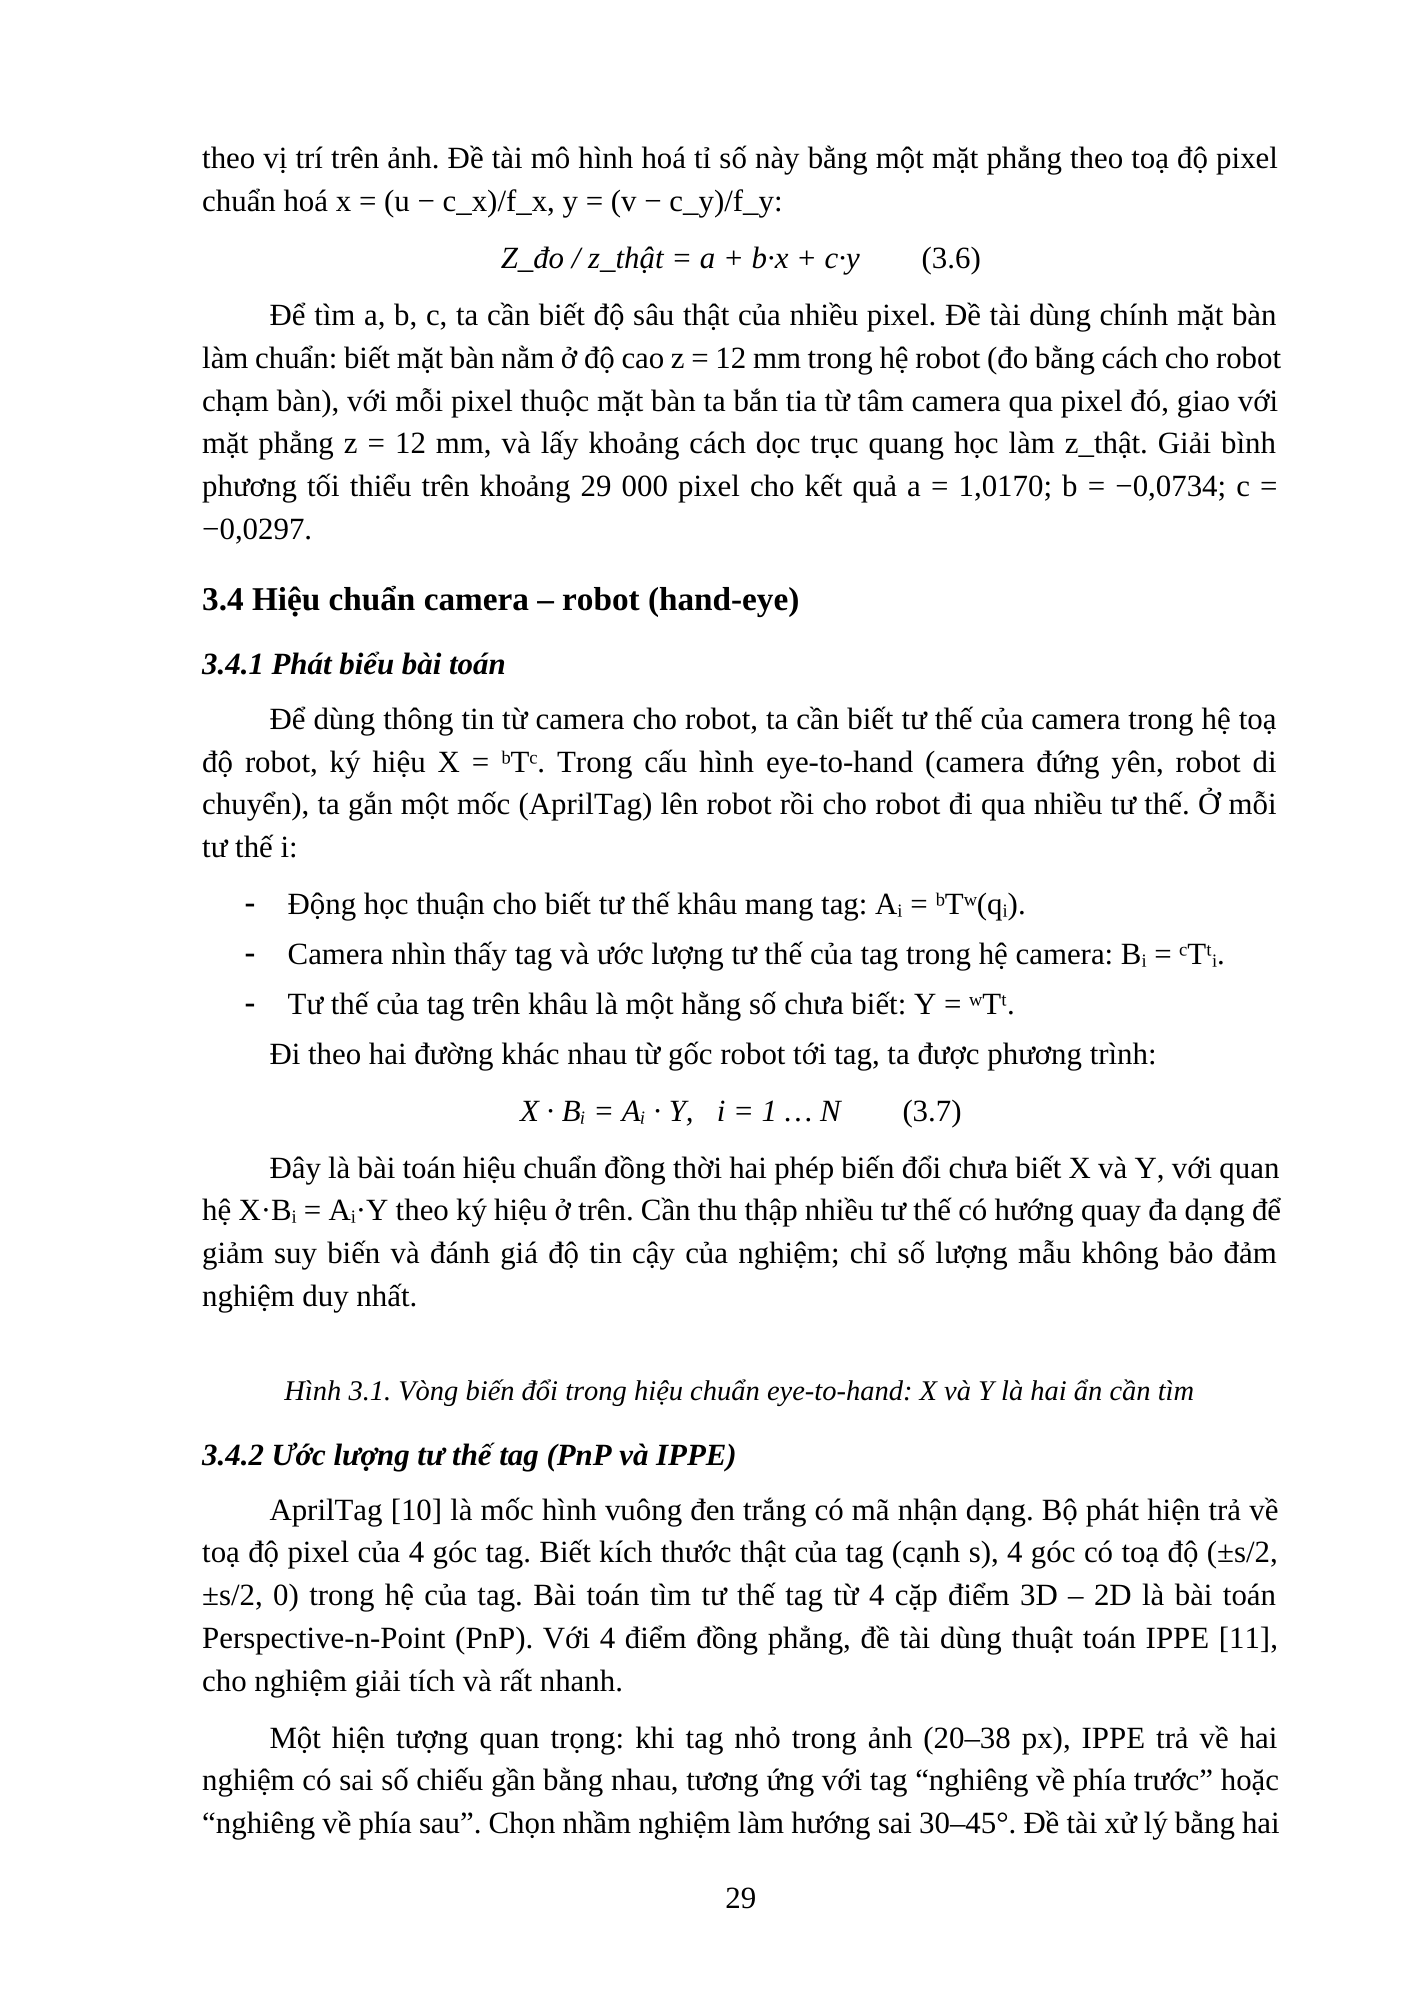 theo vị trí trên ảnh. Đề tài mô hình hoá tỉ số này bằng một mặt phẳng theo toạ độ pixel
chuẩn hoá x = (u − c_x)/f_x, y = (v − c_y)/f_y:
Z_đo / z_thật = a + b·x + c·y (3.6)
Để tìm a, b, c, ta cần biết độ sâu thật của nhiều pixel. Đề tài dùng chính mặt bàn
làm chuẩn: biết mặt bàn nằm ở độ cao z = 12 mm trong hệ robot (đo bằng cách cho robot
chạm bàn), với mỗi pixel thuộc mặt bàn ta bắn tia từ tâm camera qua pixel đó, giao với
mặt phẳng z = 12 mm, và lấy khoảng cách dọc trục quang học làm z_thật. Giải bình
phương tối thiểu trên khoảng 29 000 pixel cho kết quả a = 1,0170; b = −0,0734; c =
−0,0297.
3.4 Hiệu chuẩn camera – robot (hand-eye)
3.4.1 Phát biểu bài toán
Để dùng thông tin từ camera cho robot, ta cần biết tư thế của camera trong hệ toạ
độ robot, ký hiệu X = ᵇTᶜ. Trong cấu hình eye-to-hand (camera đứng yên, robot di
chuyển), ta gắn một mốc (AprilTag) lên robot rồi cho robot đi qua nhiều tư thế. Ở mỗi
tư thế i:
- Động học thuận cho biết tư thế khâu mang tag: Aᵢ = ᵇTʷ(qᵢ).
- Camera nhìn thấy tag và ước lượng tư thế của tag trong hệ camera: Bᵢ = ᶜTᵗᵢ.
- Tư thế của tag trên khâu là một hằng số chưa biết: Y = ʷTᵗ.
Đi theo hai đường khác nhau từ gốc robot tới tag, ta được phương trình:
X · Bᵢ = Aᵢ · Y, i = 1 … N (3.7)
Đây là bài toán hiệu chuẩn đồng thời hai phép biến đổi chưa biết X và Y, với quan
hệ X·Bᵢ = Aᵢ·Y theo ký hiệu ở trên. Cần thu thập nhiều tư thế có hướng quay đa dạng để
giảm suy biến và đánh giá độ tin cậy của nghiệm; chỉ số lượng mẫu không bảo đảm
nghiệm duy nhất.
Hình 3.1. Vòng biến đổi trong hiệu chuẩn eye-to-hand: X và Y là hai ẩn cần tìm
3.4.2 Ước lượng tư thế tag (PnP và IPPE)
AprilTag [10] là mốc hình vuông đen trắng có mã nhận dạng. Bộ phát hiện trả về
toạ độ pixel của 4 góc tag. Biết kích thước thật của tag (cạnh s), 4 góc có toạ độ (±s/2,
±s/2, 0) trong hệ của tag. Bài toán tìm tư thế tag từ 4 cặp điểm 3D – 2D là bài toán
Perspective-n-Point (PnP). Với 4 điểm đồng phẳng, đề tài dùng thuật toán IPPE [11],
cho nghiệm giải tích và rất nhanh.
Một hiện tượng quan trọng: khi tag nhỏ trong ảnh (20–38 px), IPPE trả về hai
nghiệm có sai số chiếu gần bằng nhau, tương ứng với tag “nghiêng về phía trước” hoặc
“nghiêng về phía sau”. Chọn nhầm nghiệm làm hướng sai 30–45°. Đề tài xử lý bằng hai
29